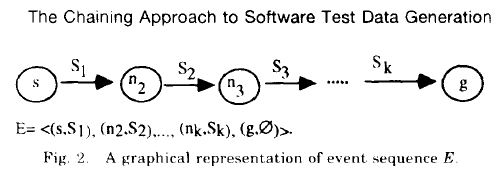 The Chaining Approach to Software Test Data Generation
S1 S2 S3 Sk
s n2 n3 ..... g
E= <(s,S1), (n2,S2),..., (nk,Sk), (g,Ø)>.
Fig. 2. A graphical representation of event sequence E.